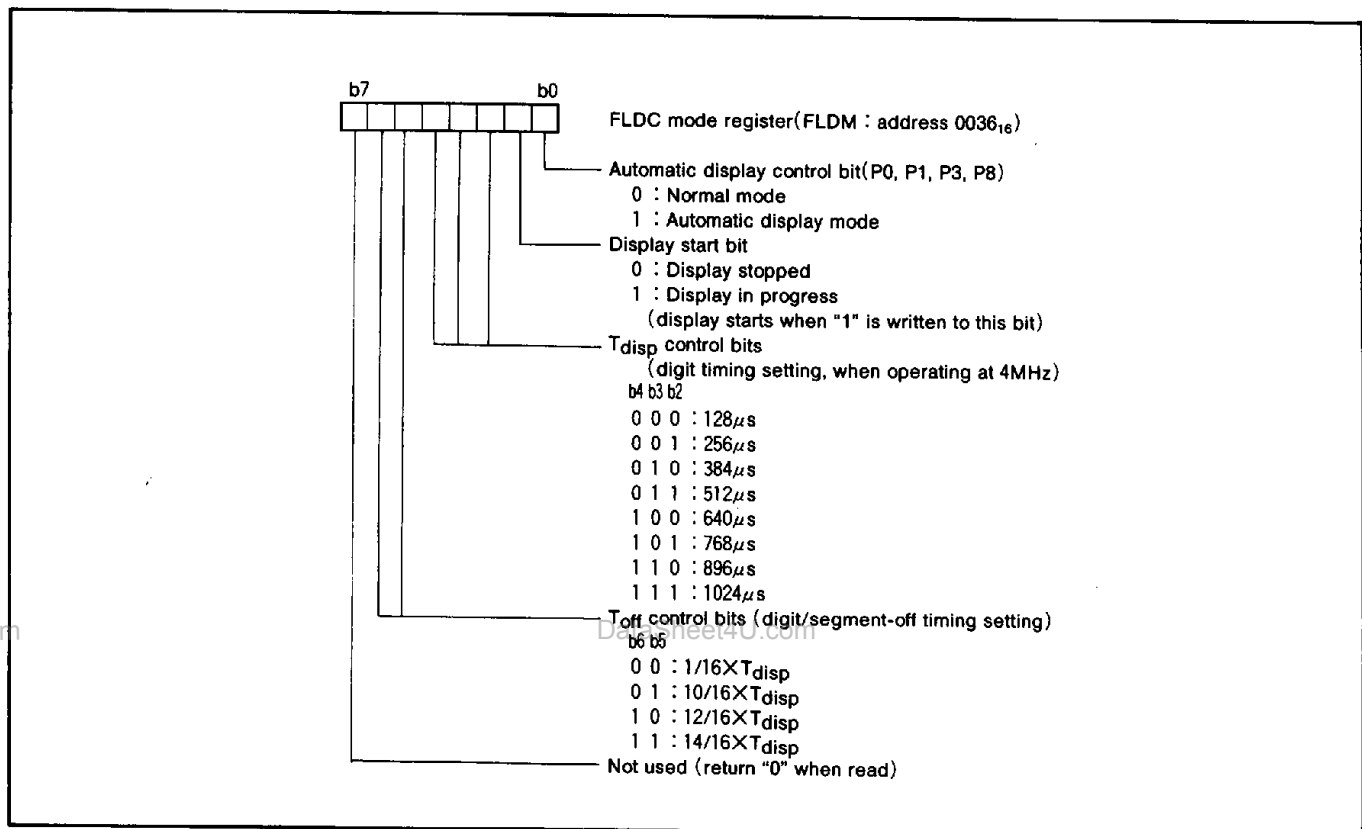 b7 b0
FLDC mode register(FLDM : address 0036₁₆)
Automatic display control bit(P0, P1, P3, P8)
0 : Normal mode
1 : Automatic display mode
Display start bit
0 : Display stopped
1 : Display in progress
(display starts when "1" is written to this bit)
Tdisp control bits
(digit timing setting, when operating at 4MHz)
b4 b3 b2
0 0 0 : 128μs
0 0 1 : 256μs
0 1 0 : 384μs
0 1 1 : 512μs
1 0 0 : 640μs
1 0 1 : 768μs
1 1 0 : 896μs
1 1 1 : 1024μs
Toff control bits (digit/segment-off timing setting)
DataSheet4U.com
b6 b5
0 0 : 1/16×Tdisp
0 1 : 10/16×Tdisp
1 0 : 12/16×Tdisp
1 1 : 14/16×Tdisp
Not used (return "0" when read)